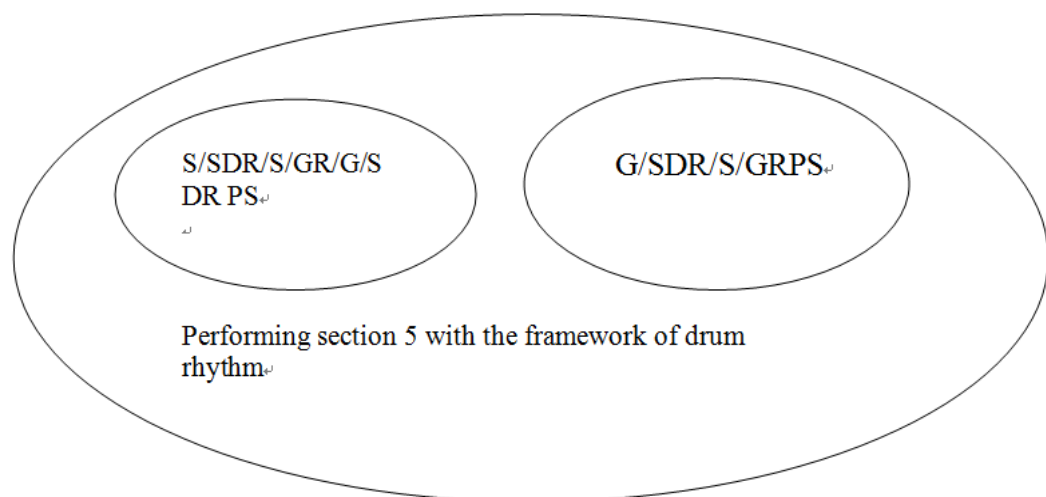 S/SDR/S/GR/G/S
DR PS↵
↵
G/SDR/S/GRPS↵
Performing section 5 with the framework of drum
rhythm↵